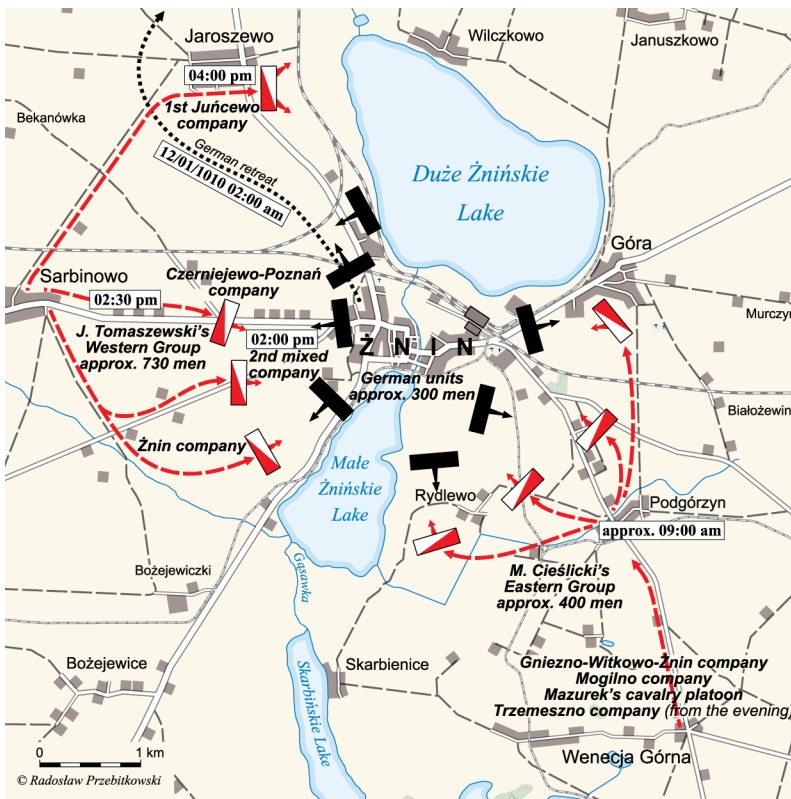 Jaroszewo
Wilczkowo
Januszkowo
04:00 pm
Bekanówka
1st Juńcewo
company
German retreat
12/01/1010 02:00 am
Duże Żnińskie
Lake
Góra
Sarbinowo
Czerniejewo-Poznań
company
02:30 pm
Murczyn
J. Tomaszewski's
Western Group
approx. 730 men
02:00 pm
2nd mixed
company
ŻNIN
German units
approx. 300 men
Białożewin
Żnin company
Małe
Żnińskie
Lake
Rydlewo
Podgórzyn
approx. 09:00 am
Bożejewiczki
Gąsawka
M. Cieślicki's
Eastern Group
approx. 400 men
Bożejewice
Skarbińskie Lake
Skarbienice
Gniezno-Witkowo-Żnin company
Mogilno company
Mazurek's cavalry platoon
Trzemeszno company (from the evening)
Wenecja Górna
0 1 km
© Radosław Przebitkowski